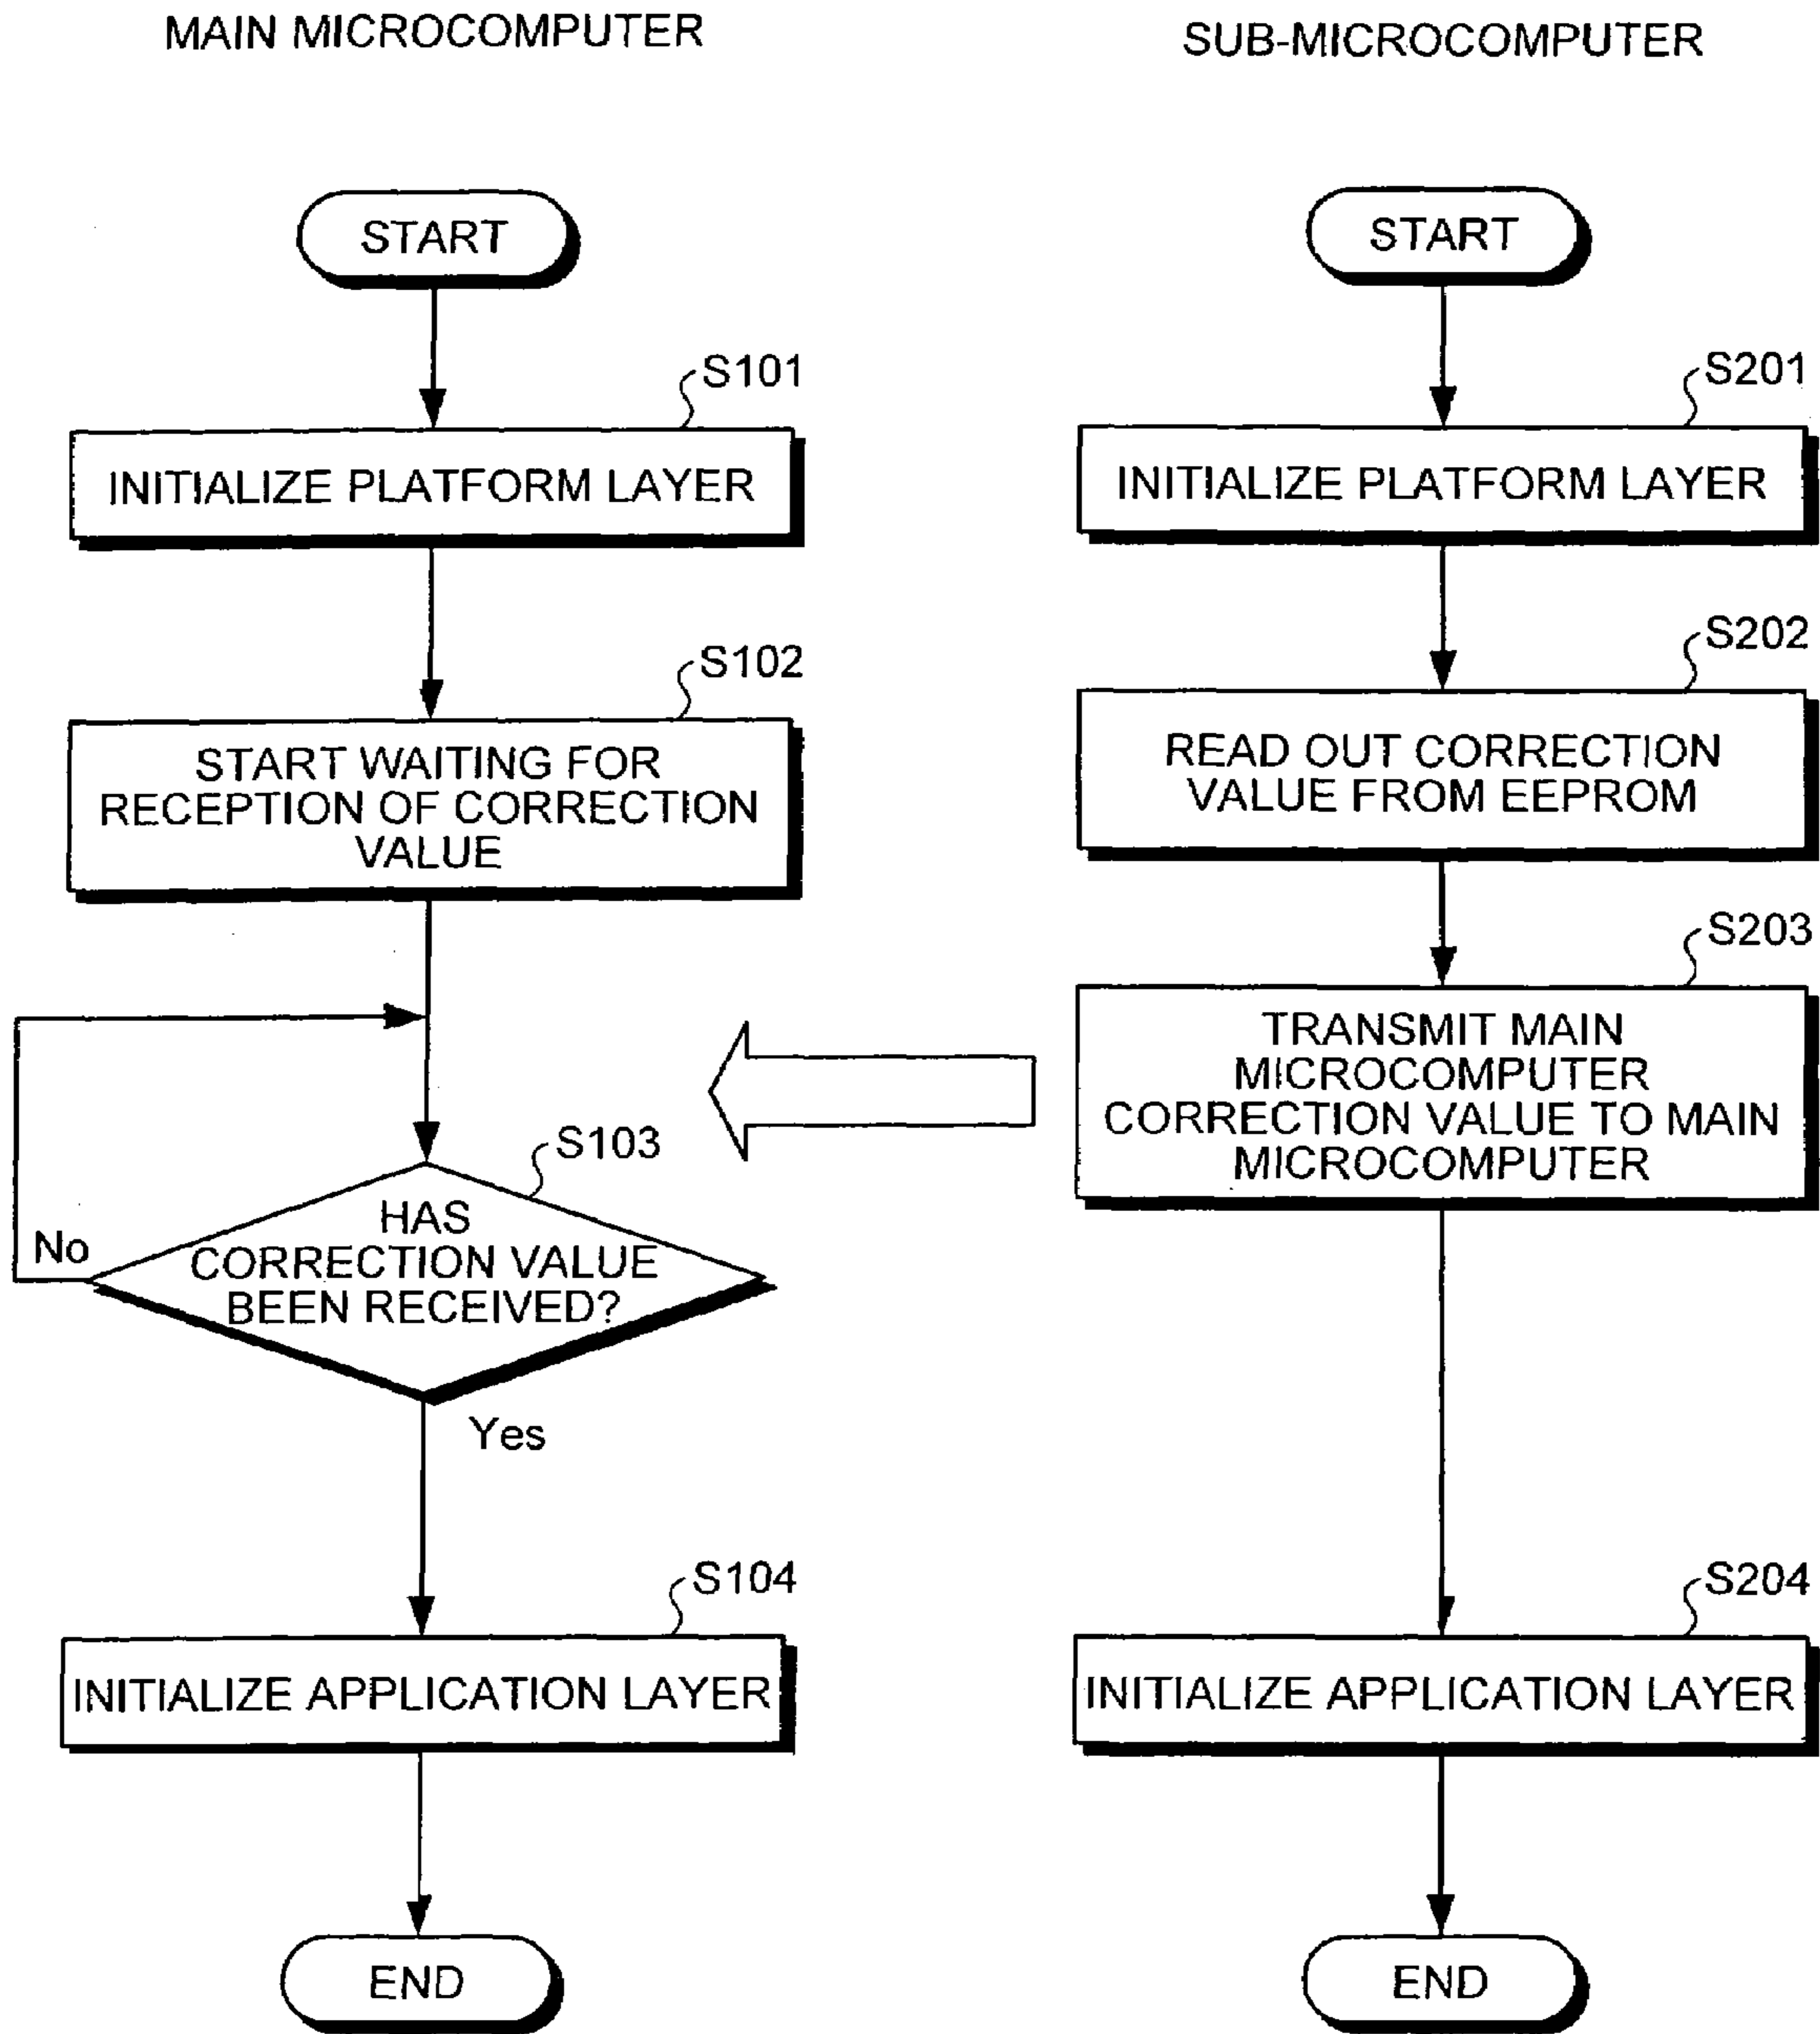 MAIN MICROCOMPUTER
START
S101
INITIALIZE PLATFORM LAYER
S102
START WAITING FOR
RECEPTION OF CORRECTION
VALUE
S103
HAS
CORRECTION VALUE
BEEN RECEIVED?
No
Yes
S104
INITIALIZE APPLICATION LAYER
END
SUB-MICROCOMPUTER
START
S201
INITIALIZE PLATFORM LAYER
S202
READ OUT CORRECTION
VALUE FROM EEPROM
S203
TRANSMIT MAIN
MICROCOMPUTER
CORRECTION VALUE TO MAIN
MICROCOMPUTER
S204
INITIALIZE APPLICATION LAYER
END